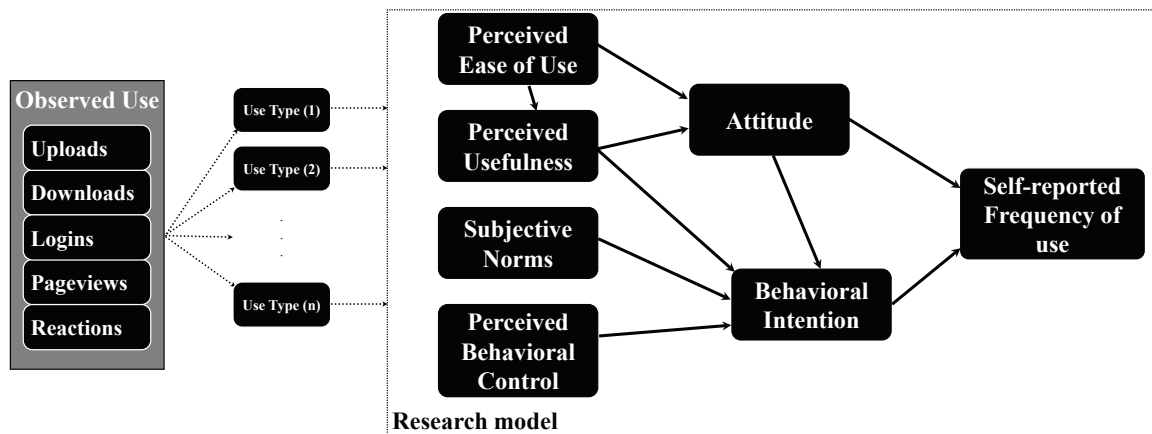 Observed Use
Uploads
Downloads
Logins
Pageviews
Reactions
Use Type (1)
Use Type (2)
.
.
.
Use Type (n)
Perceived
Ease of Use
Perceived
Usefulness
Subjective
Norms
Perceived
Behavioral
Control
Attitude
Behavioral
Intention
Self-reported
Frequency of
use
Research model